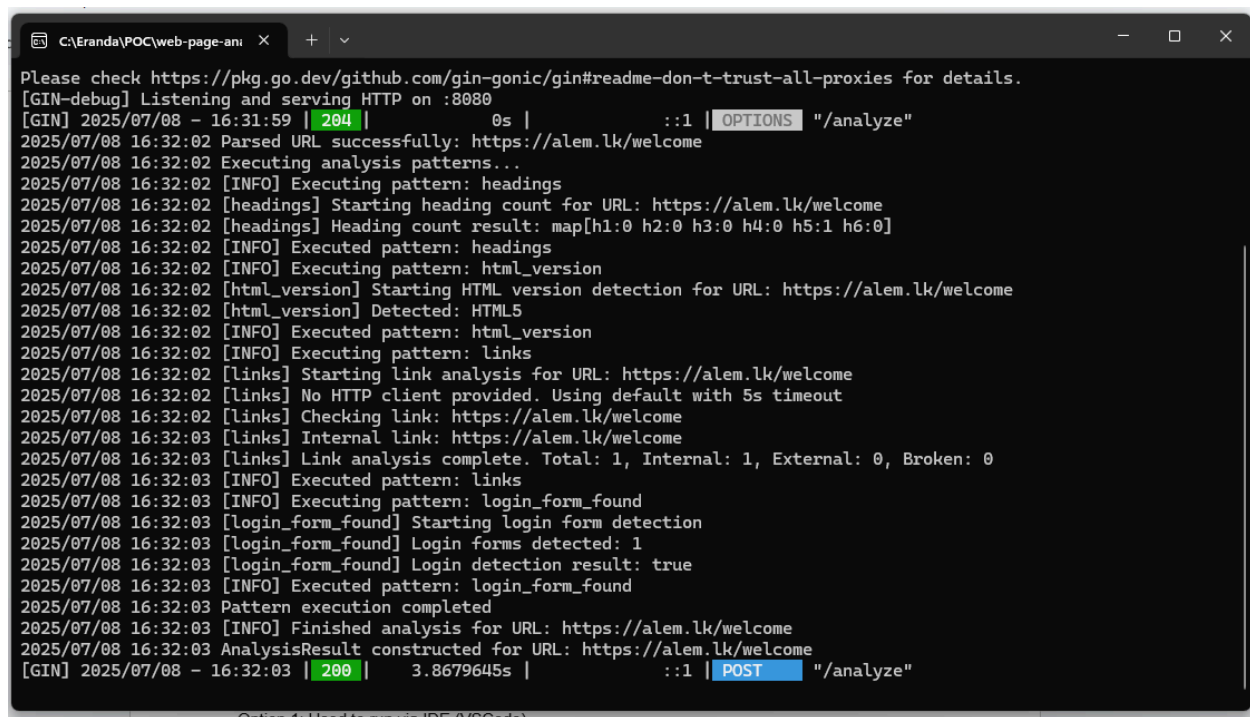 C:\Eranda\POC\web-page-ana
Please check https://pkg.go.dev/github.com/gin-gonic/gin#readme-don-t-trust-all-proxies for details.
[GIN-debug] Listening and serving HTTP on :8080
[GIN] 2025/07/08 - 16:31:59 | 204 | 0s | ::1 | OPTIONS "/analyze"
2025/07/08 16:32:02 Parsed URL successfully: https://alem.lk/welcome
2025/07/08 16:32:02 Executing analysis patterns...
2025/07/08 16:32:02 [INFO] Executing pattern: headings
2025/07/08 16:32:02 [headings] Starting heading count for URL: https://alem.lk/welcome
2025/07/08 16:32:02 [headings] Heading count result: map[h1:0 h2:0 h3:0 h4:0 h5:1 h6:0]
2025/07/08 16:32:02 [INFO] Executed pattern: headings
2025/07/08 16:32:02 [INFO] Executing pattern: html_version
2025/07/08 16:32:02 [html_version] Starting HTML version detection for URL: https://alem.lk/welcome
2025/07/08 16:32:02 [html_version] Detected: HTML5
2025/07/08 16:32:02 [INFO] Executed pattern: html_version
2025/07/08 16:32:02 [INFO] Executing pattern: links
2025/07/08 16:32:02 [links] Starting link analysis for URL: https://alem.lk/welcome
2025/07/08 16:32:02 [links] No HTTP client provided. Using default with 5s timeout
2025/07/08 16:32:02 [links] Checking link: https://alem.lk/welcome
2025/07/08 16:32:03 [links] Internal link: https://alem.lk/welcome
2025/07/08 16:32:03 [links] Link analysis complete. Total: 1, Internal: 1, External: 0, Broken: 0
2025/07/08 16:32:03 [INFO] Executed pattern: links
2025/07/08 16:32:03 [INFO] Executing pattern: login_form_found
2025/07/08 16:32:03 [login_form_found] Starting login form detection
2025/07/08 16:32:03 [login_form_found] Login forms detected: 1
2025/07/08 16:32:03 [login_form_found] Login detection result: true
2025/07/08 16:32:03 [INFO] Executed pattern: login_form_found
2025/07/08 16:32:03 Pattern execution completed
2025/07/08 16:32:03 [INFO] Finished analysis for URL: https://alem.lk/welcome
2025/07/08 16:32:03 AnalysisResult constructed for URL: https://alem.lk/welcome
[GIN] 2025/07/08 - 16:32:03 | 200 | 3.8679645s | ::1 | POST "/analyze"